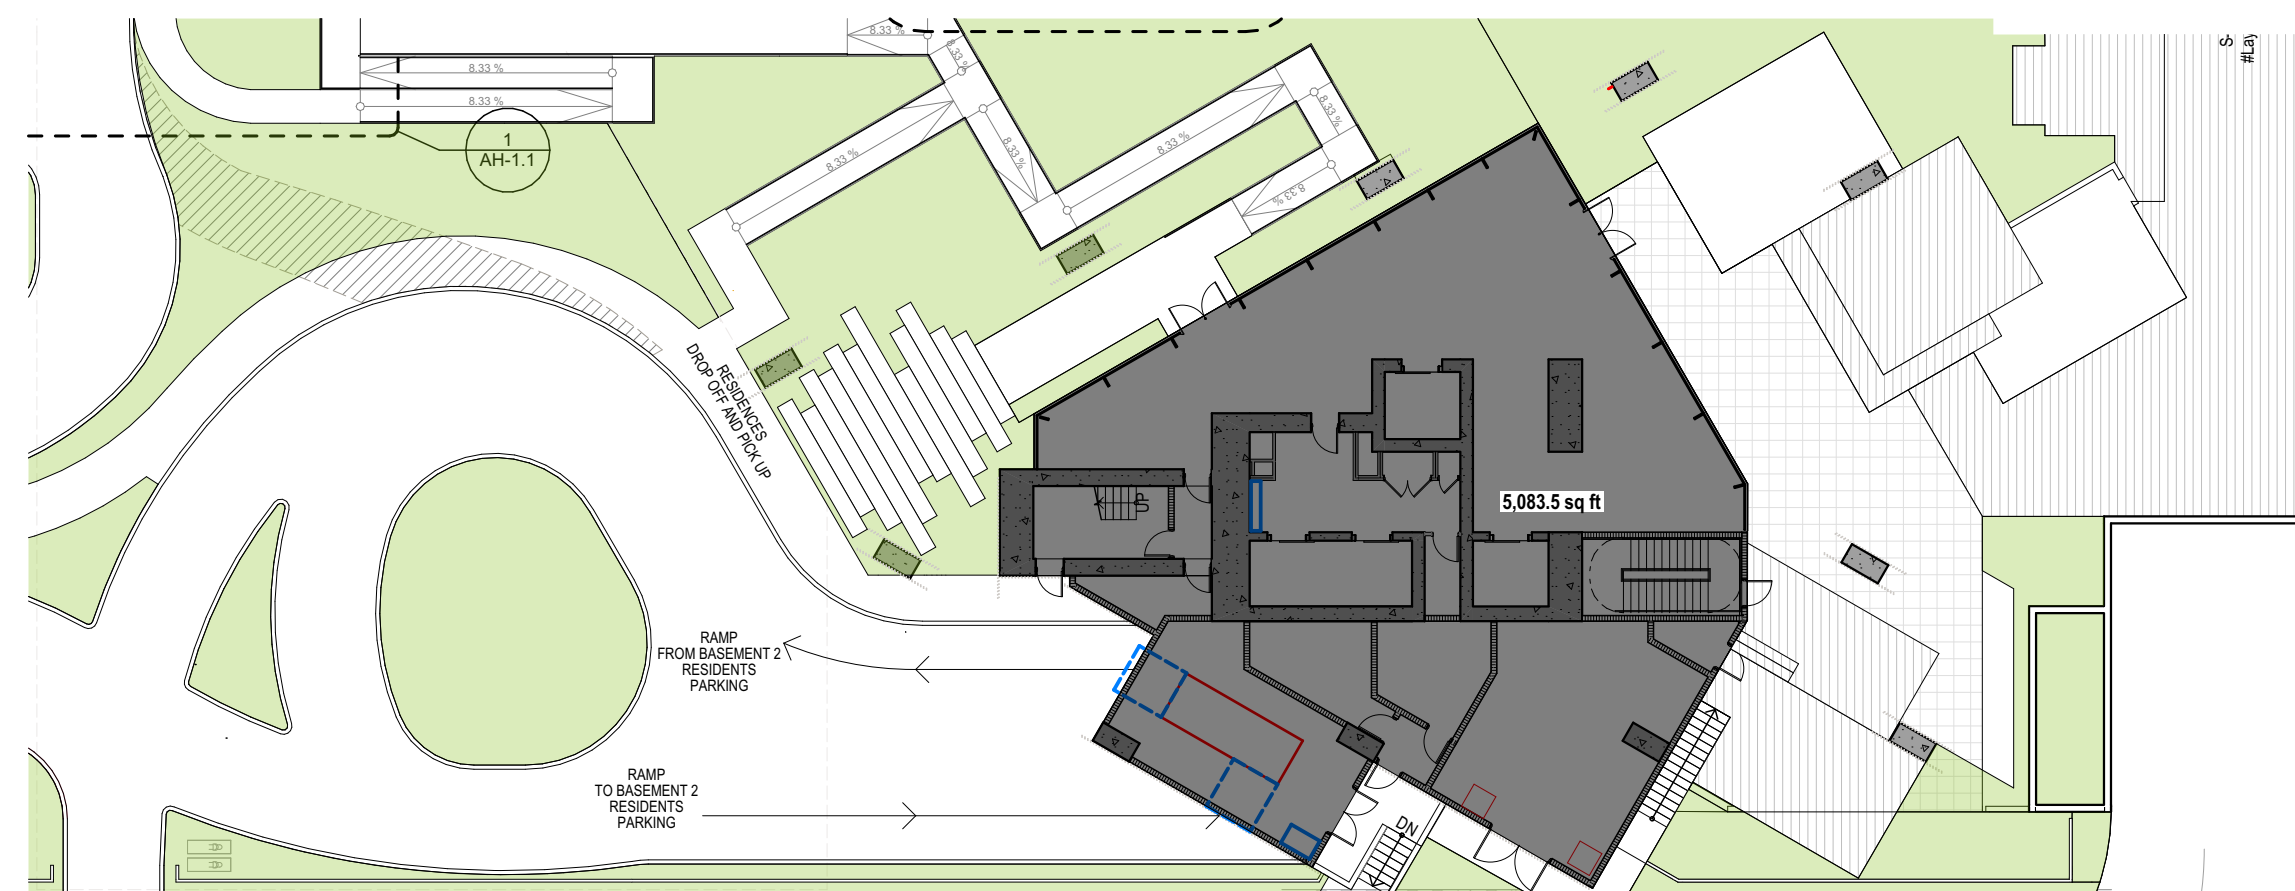 8.33 %
8.33 %
S-
#Lay
8.33 %
8.33 %
1
AH-1.1
8.33 %
8.33 %
8.33 %
8.33 %
8.33 %
RESIDENCES
DROP OFF AND PICK UP
UP
5,083.5 sq ft
RAMP
FROM BASEMENT 2
RESIDENTS
PARKING
RAMP
TO BASEMENT 2
RESIDENTS
PARKING
DN